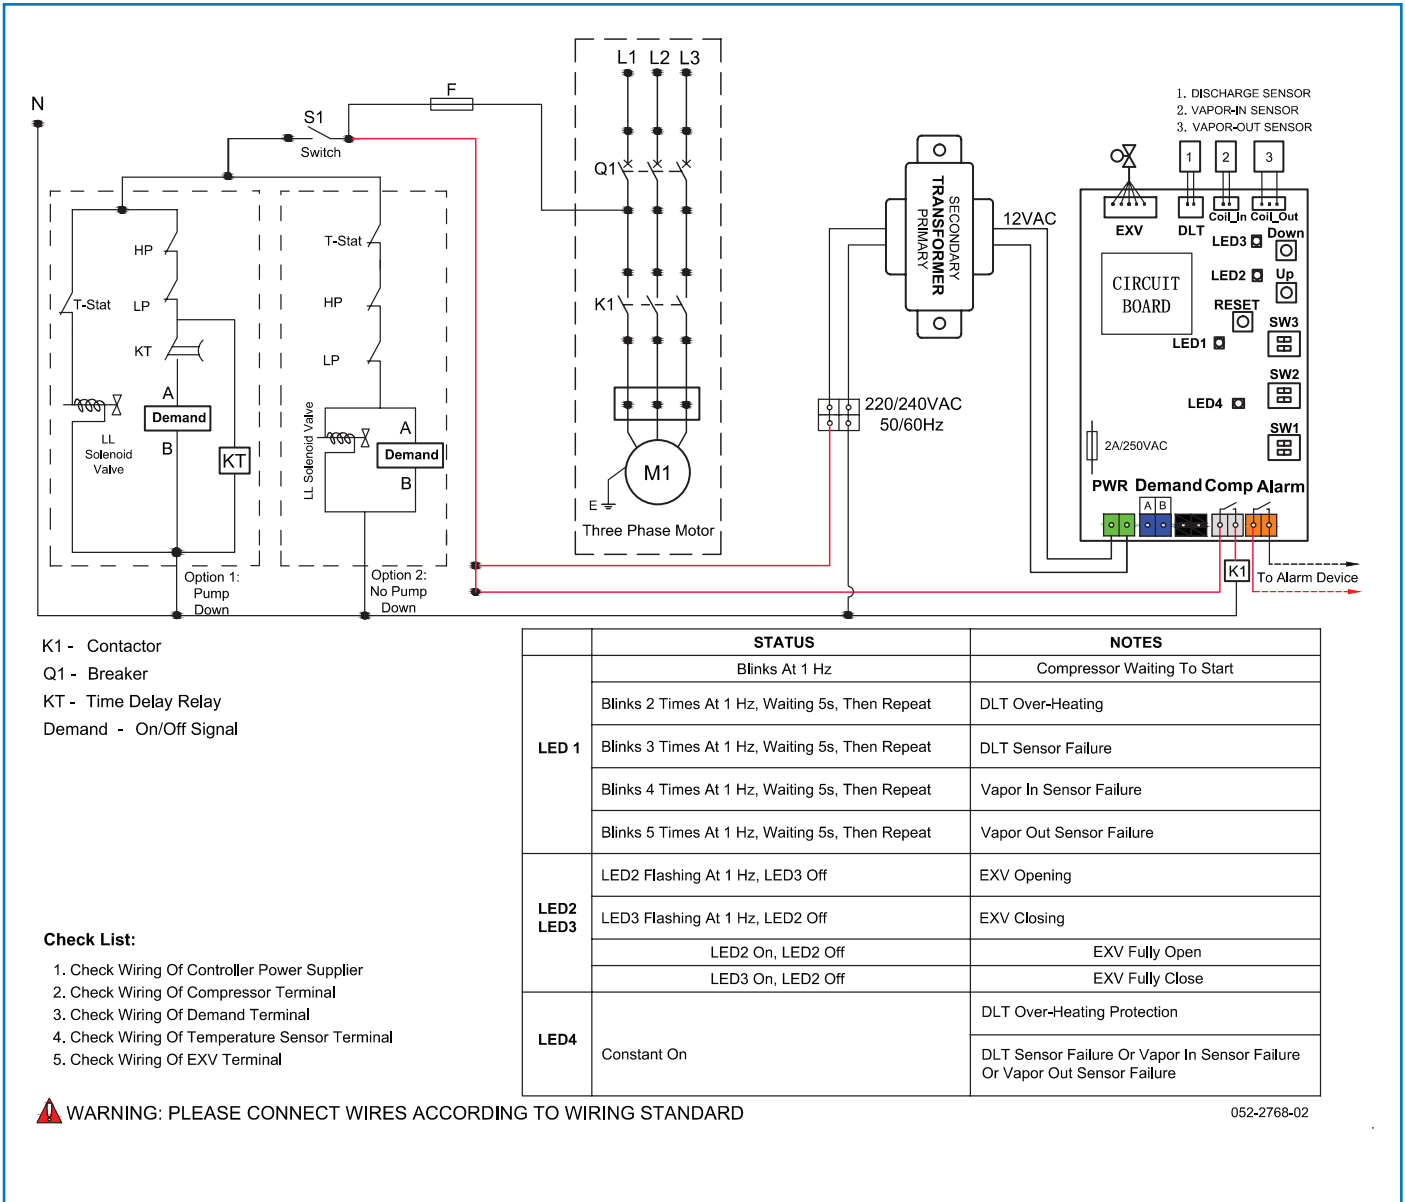 N
S1
Switch
F
L1 L2 L3
Q1
K1
M1
E
Three Phase Motor
HP
T-Stat
LP
KT
A
Demand
B
KT
LL
Solenoid
Valve
Option 1:
Pump
Down
T-Stat
HP
LP
LL Solenoid Valve
A
Demand
B
Option 2:
No Pump
Down
SECONDARY
TRANSFORMER
PRIMARY
12VAC
220/240VAC
50/60Hz
1. DISCHARGE SENSOR
2. VAPOR-IN SENSOR
3. VAPOR-OUT SENSOR
1
2
3
EXV
DLT
Coil_In
Coil_Out
LED3
Down
LED2
Up
CIRCUIT
BOARD
RESET
SW3
LED1
SW2
LED4
SW1
2A/250VAC
PWR Demand Comp Alarm
A B
K1
To Alarm Device
K1 - Contactor
Q1 - Breaker
KT - Time Delay Relay
Demand - On/Off Signal
STATUS NOTES
LED 1
Blinks At 1 Hz Compressor Waiting To Start
Blinks 2 Times At 1 Hz, Waiting 5s, Then Repeat DLT Over-Heating
Blinks 3 Times At 1 Hz, Waiting 5s, Then Repeat DLT Sensor Failure
Blinks 4 Times At 1 Hz, Waiting 5s, Then Repeat Vapor In Sensor Failure
Blinks 5 Times At 1 Hz, Waiting 5s, Then Repeat Vapor Out Sensor Failure
LED2
LED3
LED2 Flashing At 1 Hz, LED3 Off EXV Opening
LED3 Flashing At 1 Hz, LED2 Off EXV Closing
LED2 On, LED2 Off EXV Fully Open
LED3 On, LED2 Off EXV Fully Close
LED4
Constant On
DLT Over-Heating Protection
DLT Sensor Failure Or Vapor In Sensor Failure
Or Vapor Out Sensor Failure
Check List:
1. Check Wiring Of Controller Power Supplier
2. Check Wiring Of Compressor Terminal
3. Check Wiring Of Demand Terminal
4. Check Wiring Of Temperature Sensor Terminal
5. Check Wiring Of EXV Terminal
WARNING: PLEASE CONNECT WIRES ACCORDING TO WIRING STANDARD
052-2768-02